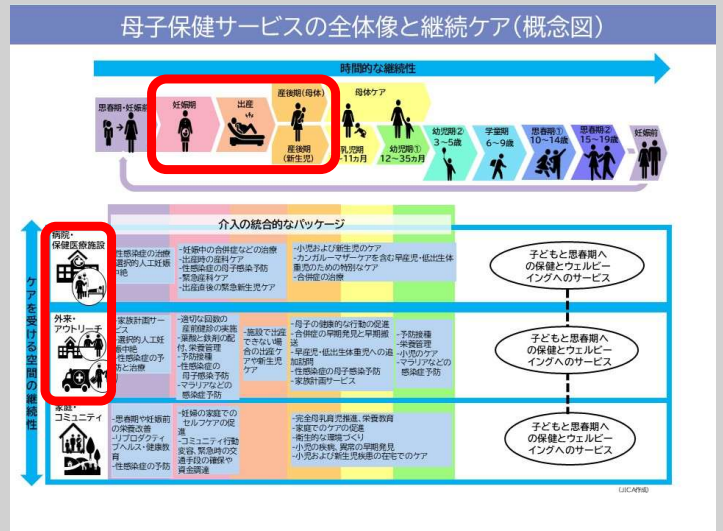 母子保健サービスの全体像と継続ケア(概念図)
時間的な継続性
思春期・妊娠前
妊娠期
出産
産後期(母体)
産後期
(新生児)
母体ケア
乳児期
-11カ月
幼児期①
12~35ヵ月
幼児期②
3~5歳
学童期
6~9歳
思春期①
10~14歳
思春期②
15~19歳
妊娠前
ケアを受ける空間の継続性
介入の統合的なパッケージ
病院・
保健医療施設
性感染症の治療
選択的人工妊娠
中絶
-妊娠中の合併症などの治療
-出産時の産科ケア
-性感染症の母子感染予防
-緊急産科ケア
-出産直後の緊急新生児ケア
-小児および新生児のケア
-カンガルーマザーケアを含む早産児・低出生体
重児のための特別なケア
-合併症の治療
子どもと思春期へ
の保健とウェルビー
イングへのサービス
外来・
アウトリーチ
家族計画サー
ビス
選択的人工妊
娠中絶
性感染症の予
防と治療
-適切な回数の
産前健診の実施
-葉酸と鉄剤の配
付、栄養管理
-予防接種
-性感染症の
母子感染予防
-マラリアなどの
感染症予防
-施設で出産
できない場
合の出産ケ
アや新生児
ケア
-母子の健康的な行動の促進
-合併症の早期発見と早期搬
送
-早産児・低出生体重児への追
加訪問
-性感染症の母子感染予防
-家族計画サービス
-予防接種
-栄養管理
-小児のケア
-マラリアなどの
感染症予防
子どもと思春期へ
の保健とウェルビー
イングへのサービス
家庭・
コミュニティ
-思春期や妊娠前
の栄養改善
-リプロダクティ
ブヘルス・健康教
育
-性感染症の予防
-妊婦の家庭での
セルフケアの促
進
-コミュニティ行動
変容、緊急時の交
通手段の確保や
資金調達
-完全母乳育児推進、栄養教育
-家庭でのケアの促進
-衛生的な環境づくり
-小児の疾病、異常の早期発見
-小児および新生児疾患の在宅でのケア
子どもと思春期へ
の保健とウェルビー
イングへのサービス
(JICA作成)